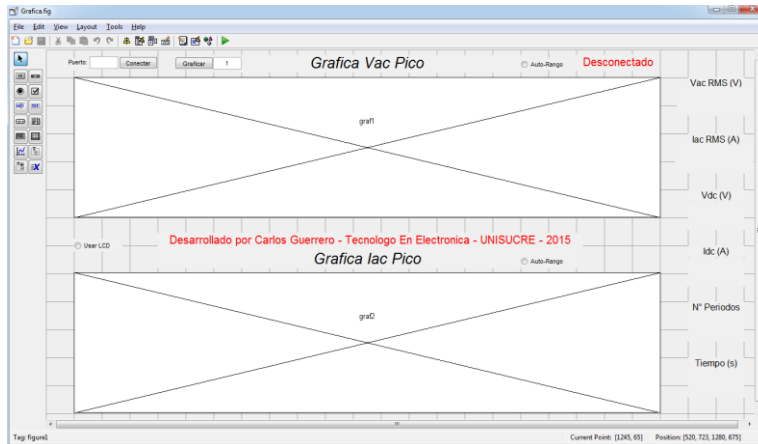 Grafica.fig
File Edit View Layout Tools Help
Puerto: Conectar Graficar 1 Grafica Vac Pico Auto-Rango Desconectado
Vac RMS (V)
graf1
Iac RMS (A)
Vdc (V)
Usar LCD Desarrollado por Carlos Guerrero - Tecnologo En Electronica - UNISUCRE - 2015
Idc (A)
Grafica Iac Pico Auto-Rango
Nº Periodos
graf2
Tiempo (s)
Tag: figure1 Current Point: [1245, 65] Position: [520, 723, 1280, 675]